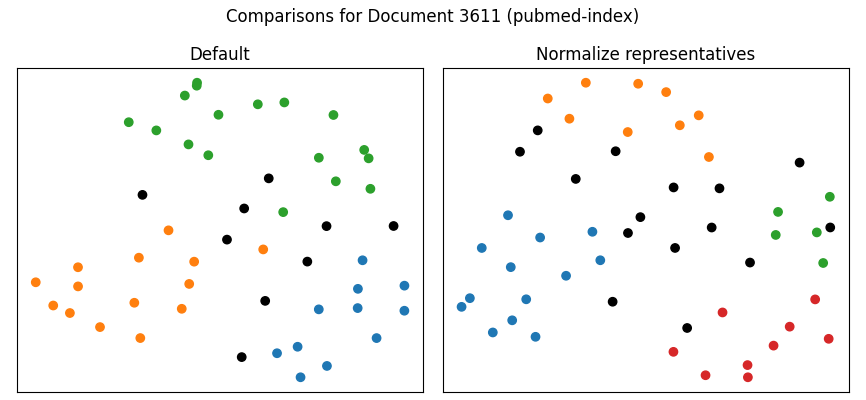 Comparisons for Document 3611 (pubmed-index)
Default
Normalize representatives